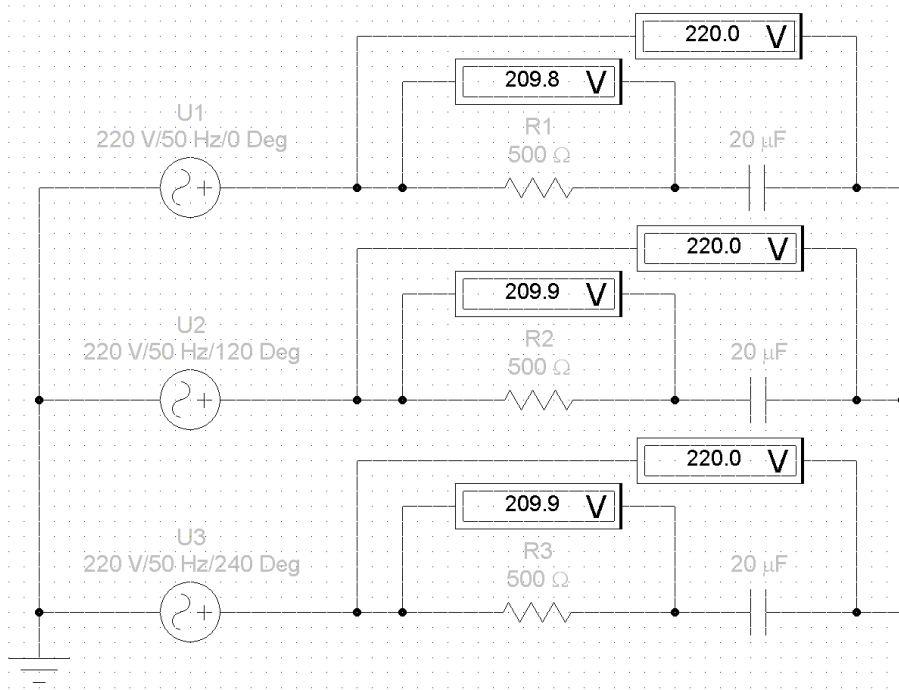 220.0 V
209.8 V
U1
220 V/50 Hz/0 Deg
R1
500 Ω
20 µF
220.0 V
209.9 V
U2
220 V/50 Hz/120 Deg
R2
500 Ω
20 µF
220.0 V
209.9 V
U3
220 V/50 Hz/240 Deg
R3
500 Ω
20 µF